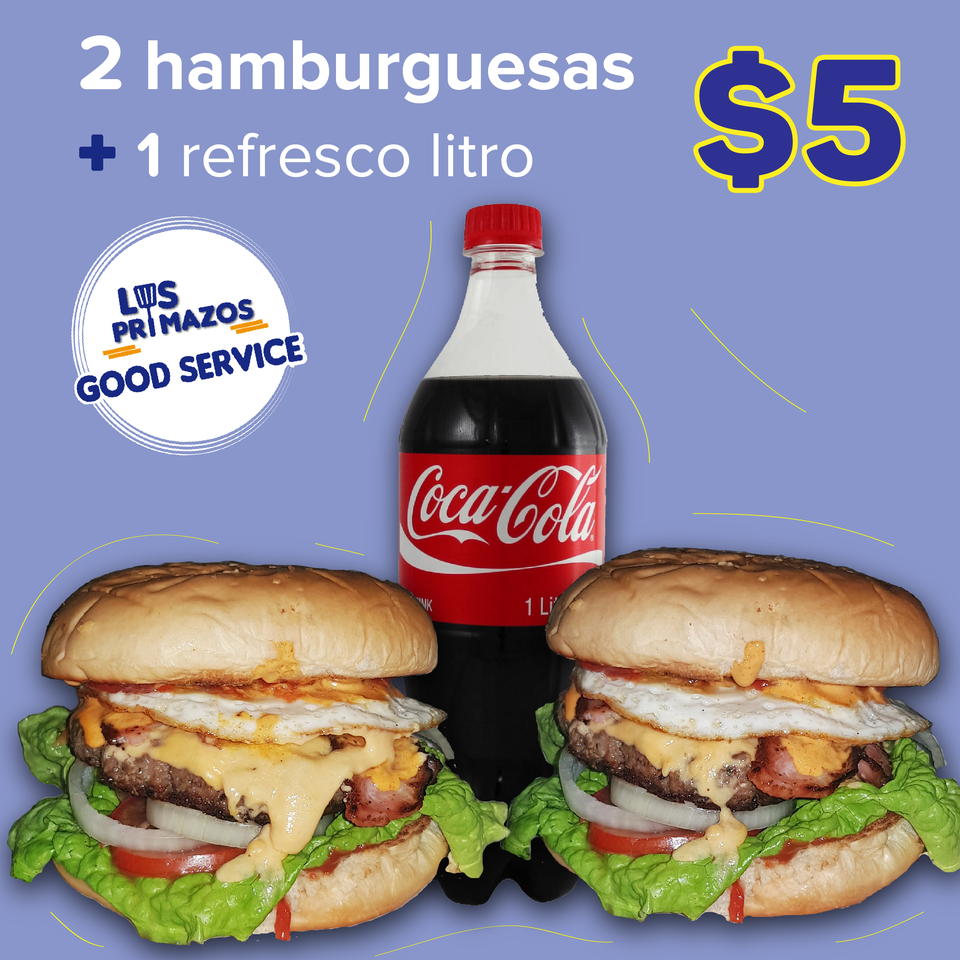 2 hamburguesas
+ 1 refresco litro
$5
LOS
PRIMAZOS
GOOD SERVICE
Coca-Cola
1 Li